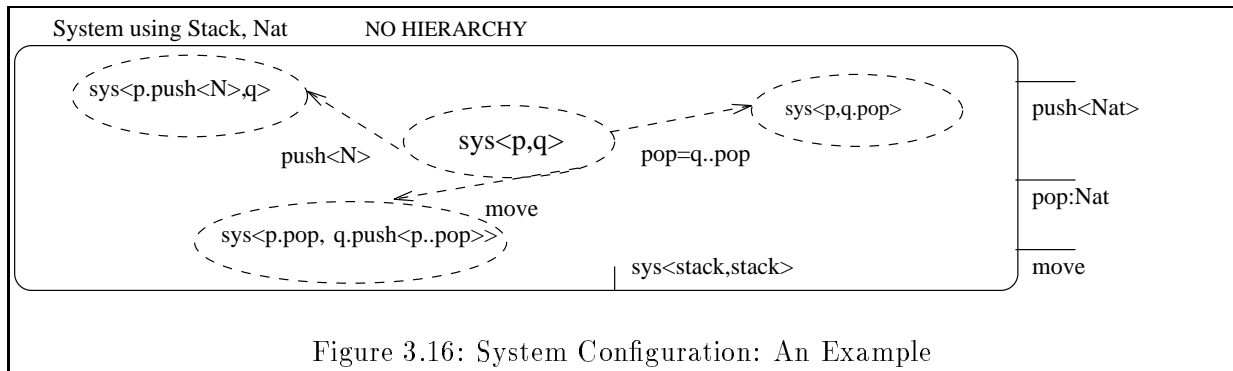 System using Stack, Nat NO HIERARCHY
sys<p.push<N>,q>
sys<p,q.pop>
push<Nat>
sys<p,q>
push<N>
pop=q..pop
pop:Nat
move
sys<p.pop, q.push<p..pop>>
sys<stack,stack>
move
Figure 3.16: System Configuration: An Example